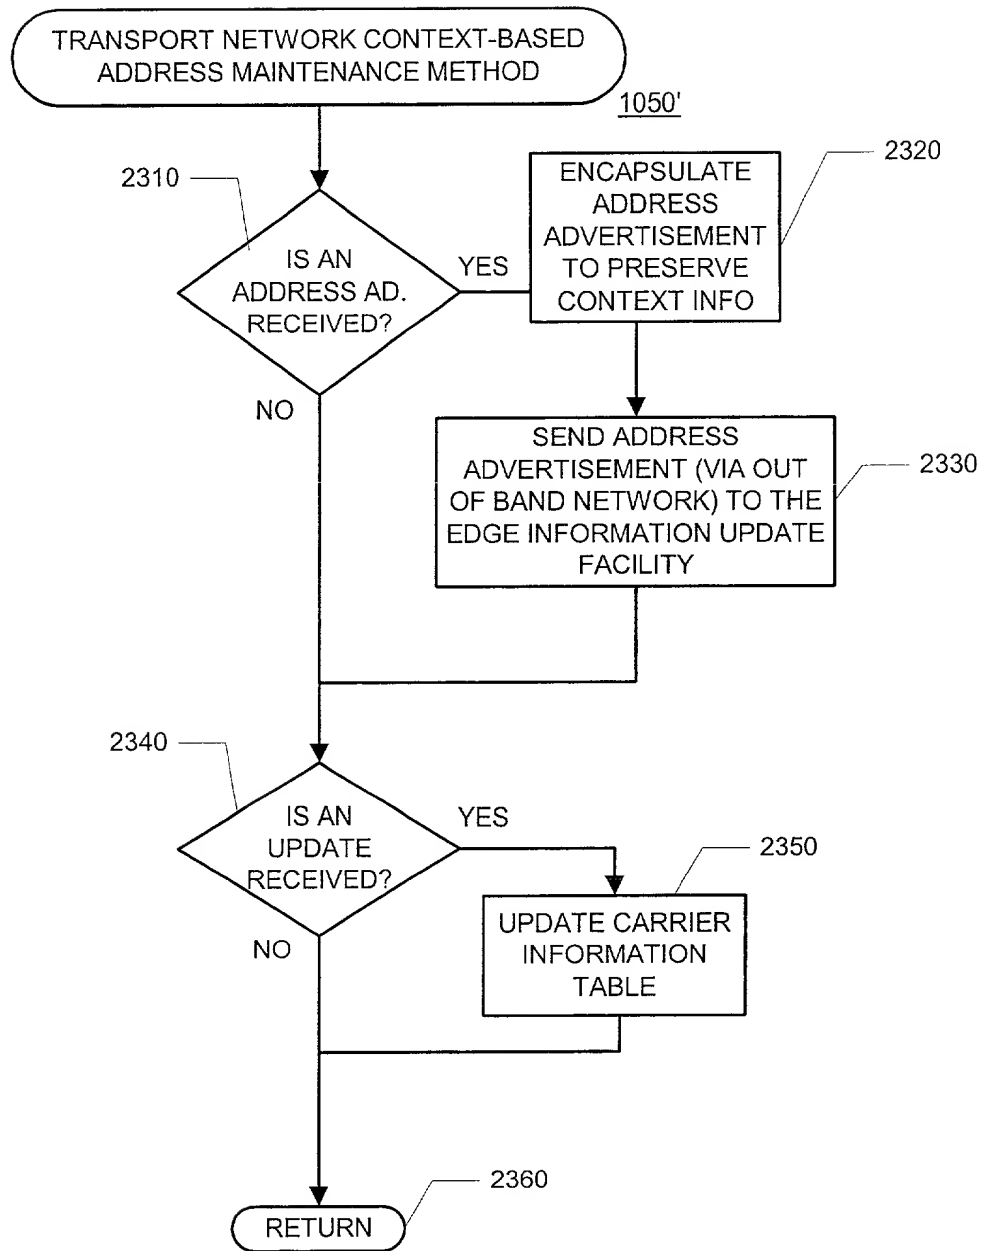 TRANSPORT NETWORK CONTEXT-BASED
ADDRESS MAINTENANCE METHOD
1050'
2310
IS AN
ADDRESS AD.
RECEIVED?
YES
NO
2320
ENCAPSULATE
ADDRESS
ADVERTISEMENT
TO PRESERVE
CONTEXT INFO
SEND ADDRESS
ADVERTISEMENT (VIA OUT
OF BAND NETWORK) TO THE
EDGE INFORMATION UPDATE
FACILITY
2330
2340
IS AN
UPDATE
RECEIVED?
YES
NO
2350
UPDATE CARRIER
INFORMATION
TABLE
2360
RETURN